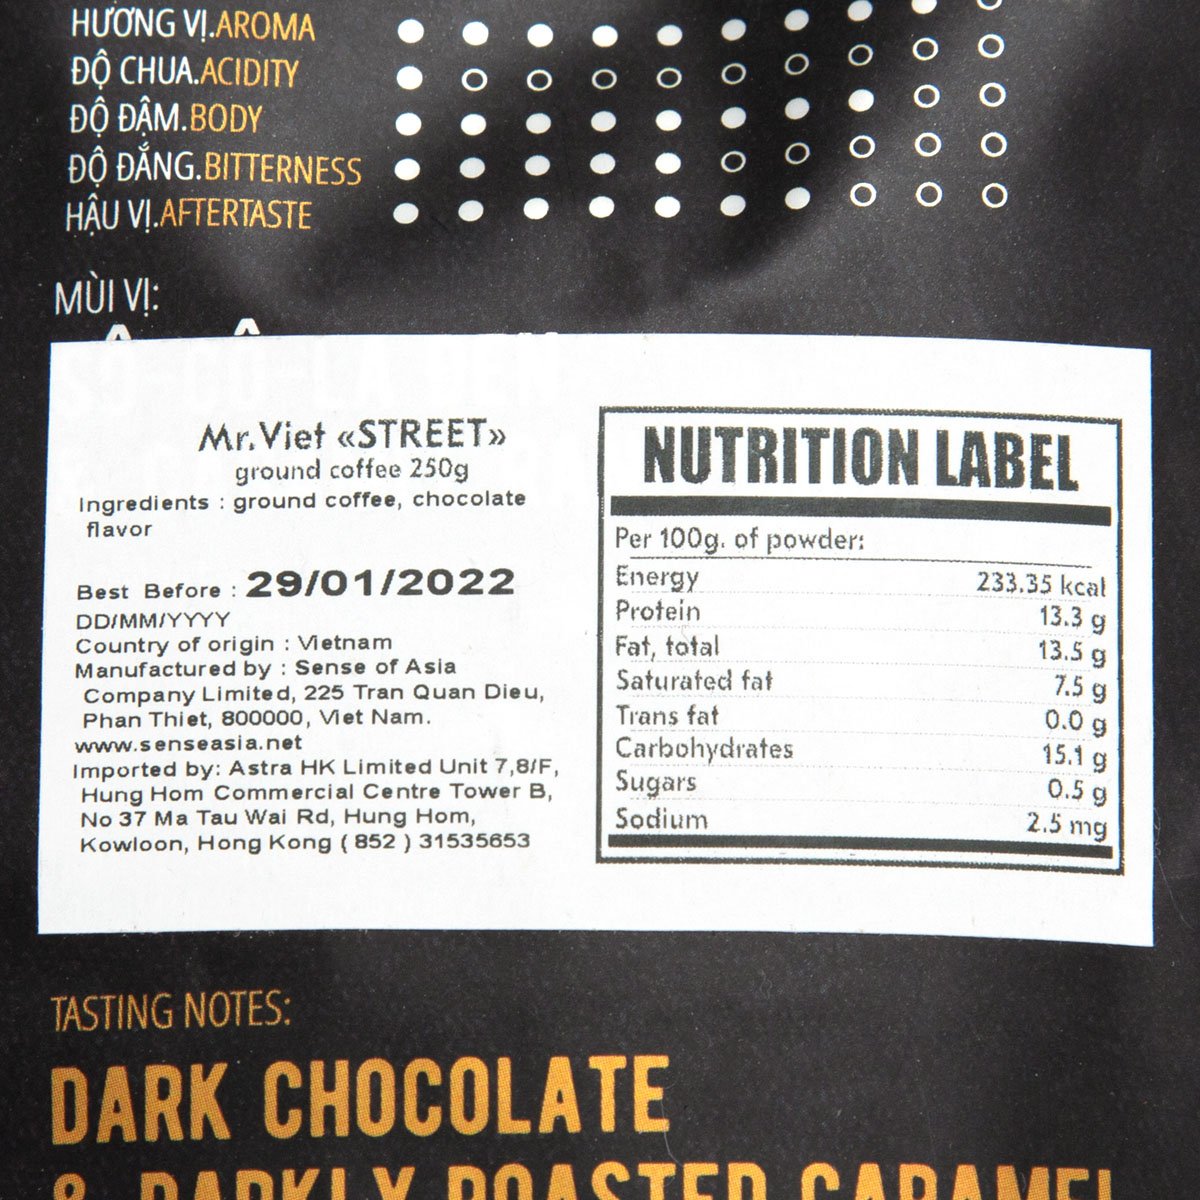 HƯƠNG VỊ.AROMA
ĐỘ CHUA.ACIDITY
ĐỘ ĐẬM.BODY
ĐỘ ĐẮNG.BITTERNESS
HẬU VỊ.AFTERTASTE
MÙI VỊ:
Mr.Viet «STREET»
ground coffee 250g
Ingredients : ground coffee, chocolate
flavor
Best Before : 29/01/2022
DD/MM/YYYY
Country of origin : Vietnam
Manufactured by : Sense of Asia
Company Limited, 225 Tran Quan Dieu,
Phan Thiet, 800000, Viet Nam.
www.senseasia.net
Imported by: Astra HK Limited Unit 7,8/F,
Hung Hom Commercial Centre Tower B,
No 37 Ma Tau Wai Rd, Hung Hom,
Kowloon, Hong Kong ( 852 ) 31535653
NUTRITION LABEL
Per 100g. of powder:
Energy 233.35 kcal
Protein 13.3 g
Fat, total 13.5 g
Saturated fat 7.5 g
Trans fat 0.0 g
Carbohydrates 15.1 g
Sugars 0.5 g
Sodium 2.5 mg
TASTING NOTES:
DARK CHOCOLATE
& DARKLY ROASTED CARAMEL